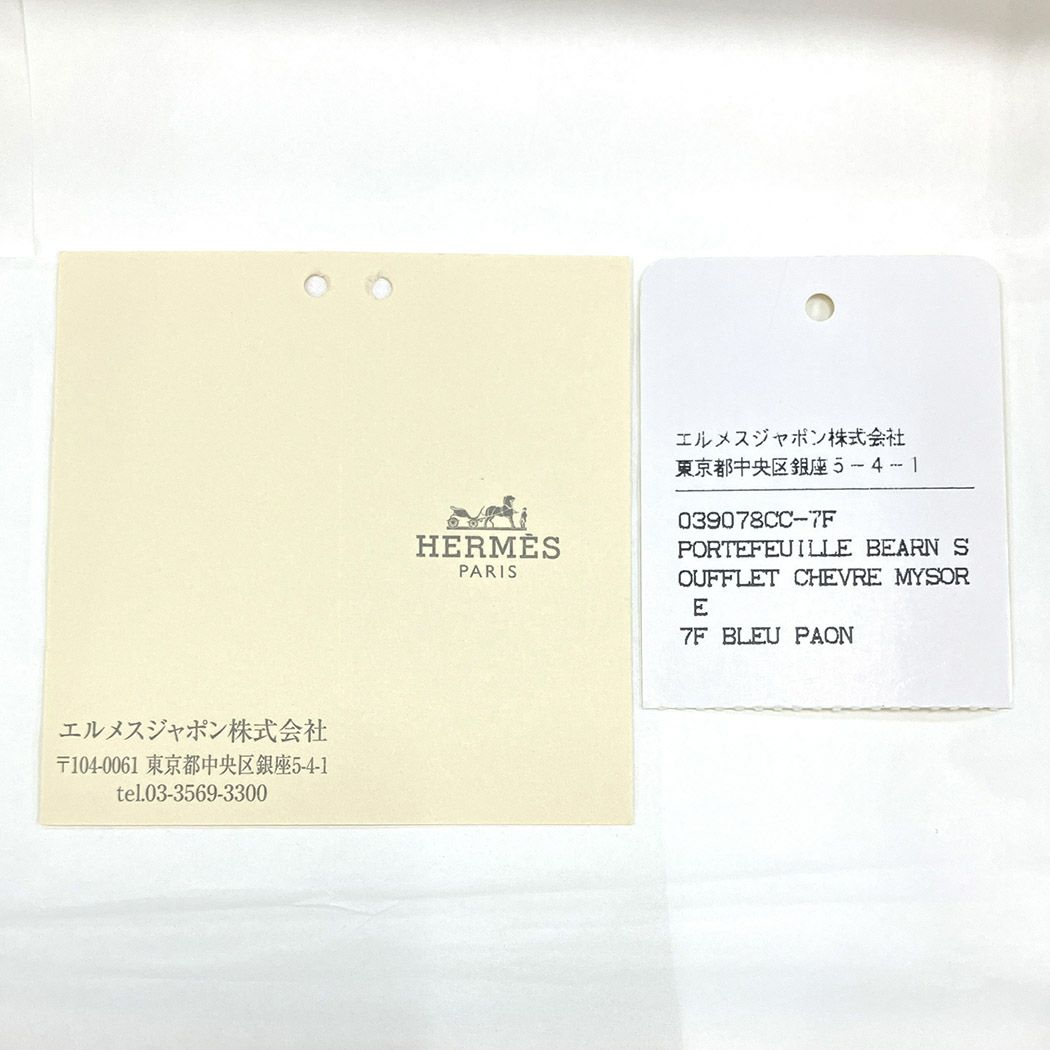 HERMÈS
PARIS
エルメスジャポン株式会社
〒104-0061 東京都中央区銀座5-4-1
tel.03-3569-3300
エルメスジャポン株式会社
東京都中央区銀座5-4-1
039078CC-7F
PORTEFEUILLE BEARN S
OUFFLET CHEVRE MYSOR
E
7F BLEU PAON